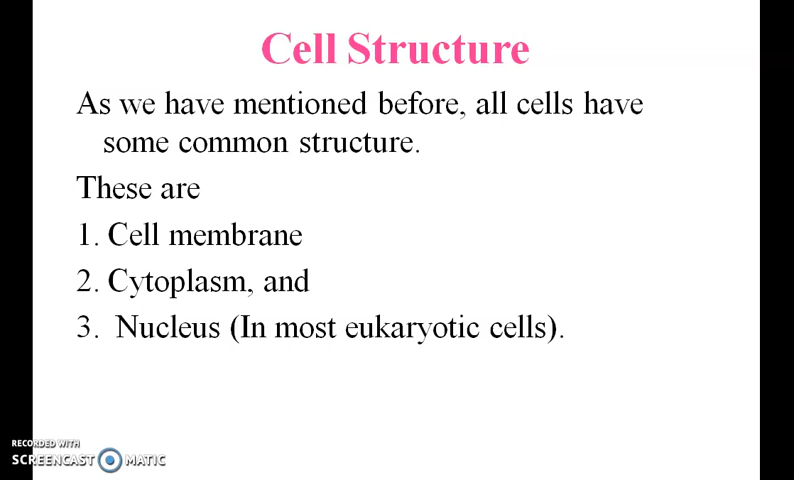 Cell Structure
As we have mentioned before, all cells have
some common structure.
These are
1. Cell membrane
2. Cytoplasm, and
3. Nucleus (In most eukaryotic cells).
RECORDED WITH
SCREENCAST MATIC